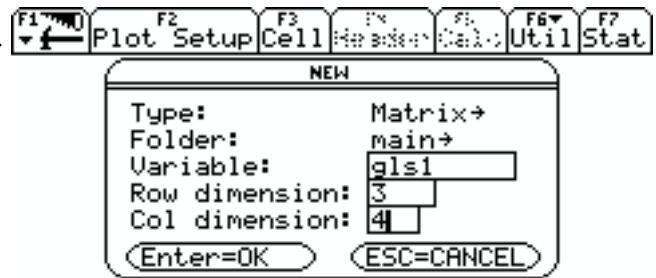 F1 F2 F3 F4 F5 F6▼ F7
Plot Setup Cell Header Calc Util Stat
NEW
Type: Matrix→
Folder: main→
Variable: gls1
Row dimension: 3
Col dimension: 4
Enter=OK ESC=CANCEL